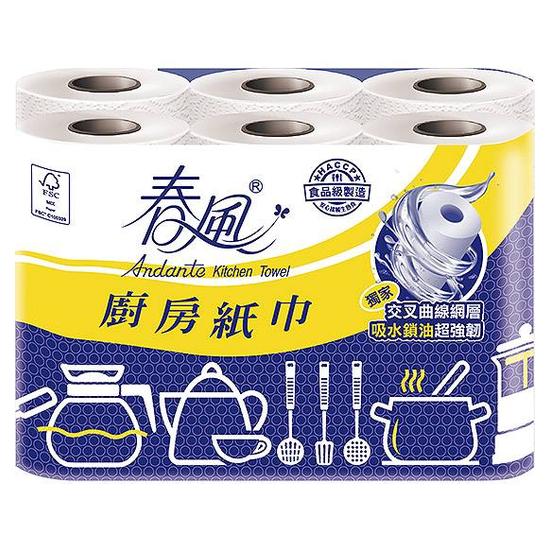 HACCP
食品級製造
FSC
MIX
Paper
春風®
Andante Kitchen Towel
獨家
交叉曲線網層
吸水鎖油超強韌
廚房紙巾